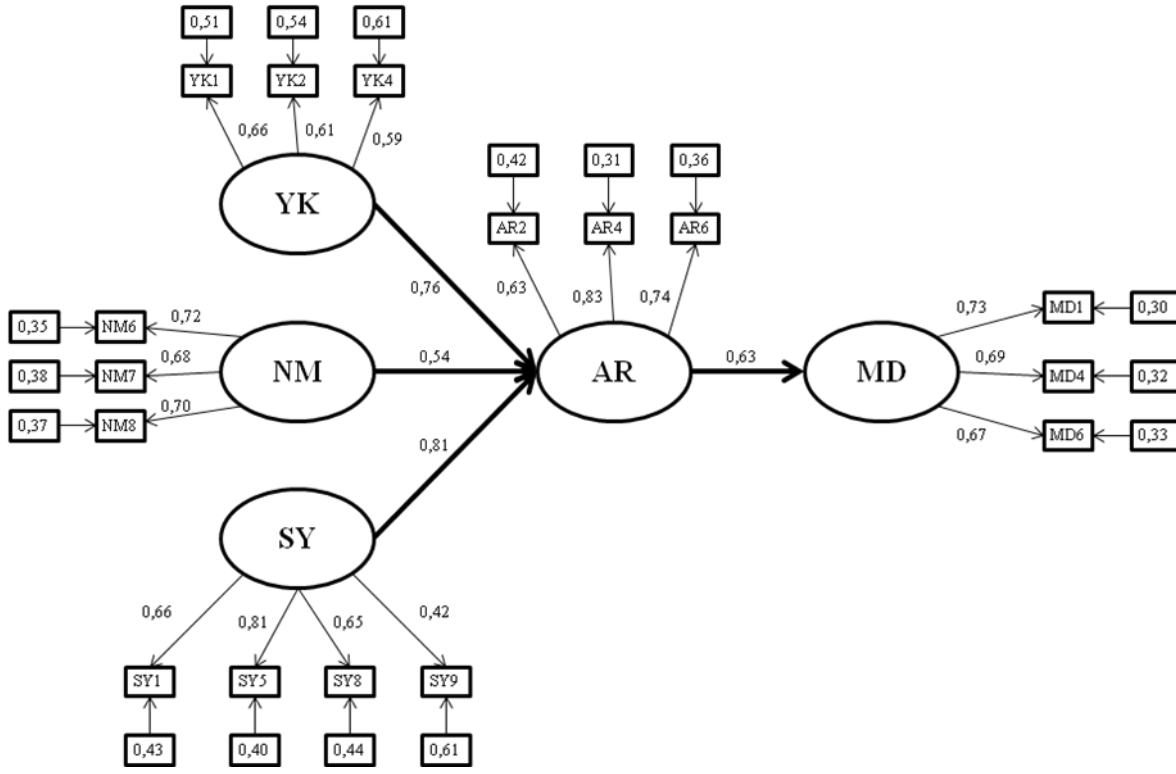 0,51 0,54 0,61
YK1 YK2 YK4
0,66 0,61 0,59
YK
0,42 0,31 0,36
AR2 AR4 AR6
0,63 0,83 0,74
0,76
0,35 NM6 0,72
0,38 NM7 0,68
0,37 NM8 0,70
NM
0,54
AR
0,63
MD
0,73 MD1 0,30
0,69 MD4 0,32
0,67 MD6 0,33
0,81
SY
0,66 0,81 0,65 0,42
SY1 SY5 SY8 SY9
0,43 0,40 0,44 0,61